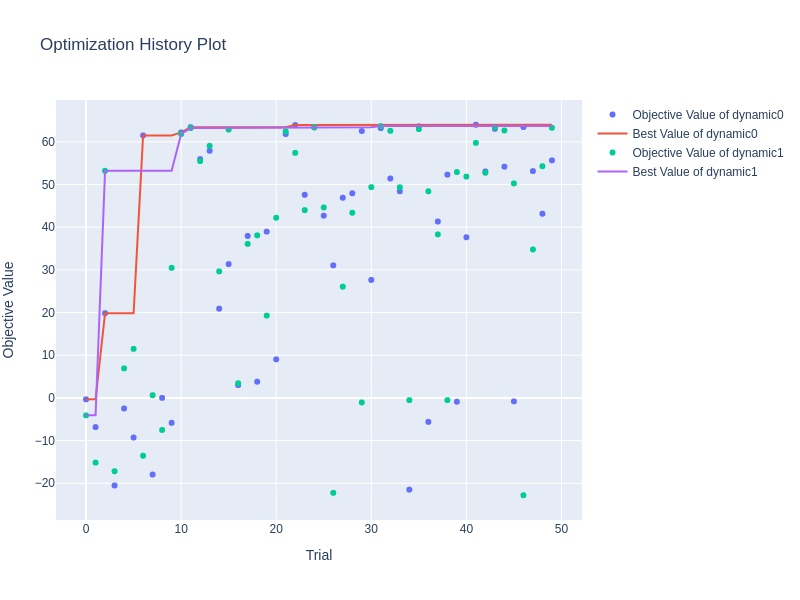 Optimization History Plot
Objective Value of dynamic0
Best Value of dynamic0
Objective Value of dynamic1
Best Value of dynamic1
60
50
40
30
20
10
0
−10
−20
Objective Value
0 10 20 30 40 50
Trial